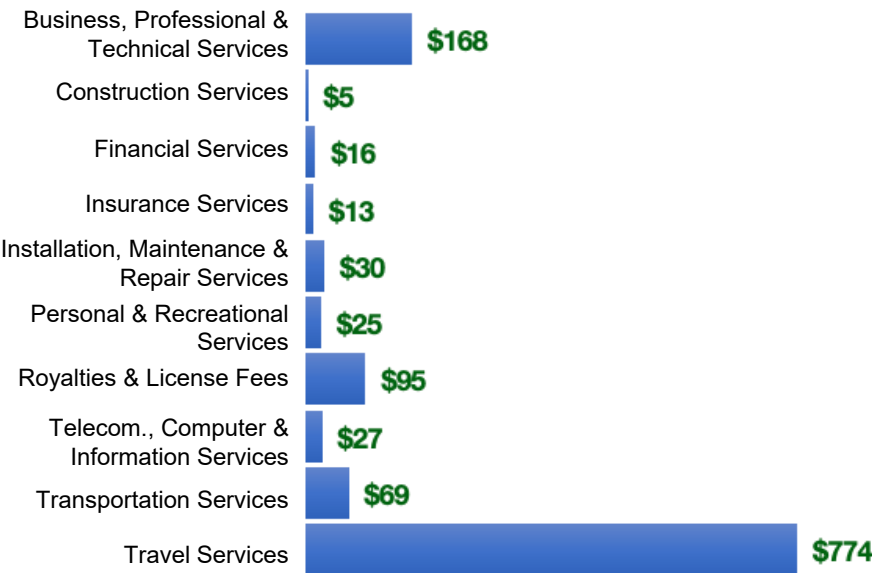 Business, Professional &
Technical Services
$168
Construction Services
$5
Financial Services
$16
Insurance Services
$13
Installation, Maintenance &
Repair Services
$30
Personal & Recreational
Services
$25
Royalties & License Fees
$95
Telecom., Computer &
Information Services
$27
Transportation Services
$69
Travel Services
$774